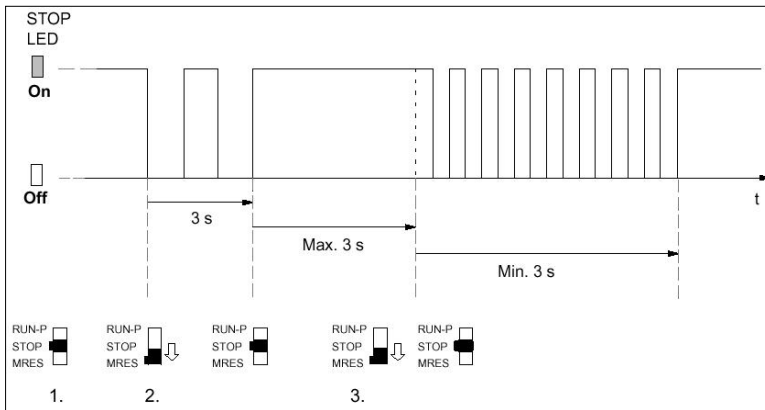 STOP
LED
On
Off
t
3 s
Max. 3 s
Min. 3 s
RUN-P
STOP
MRES
RUN-P
STOP
MRES
RUN-P
STOP
MRES
RUN-P
STOP
MRES
RUN-P
STOP
MRES
1.
2.
3.